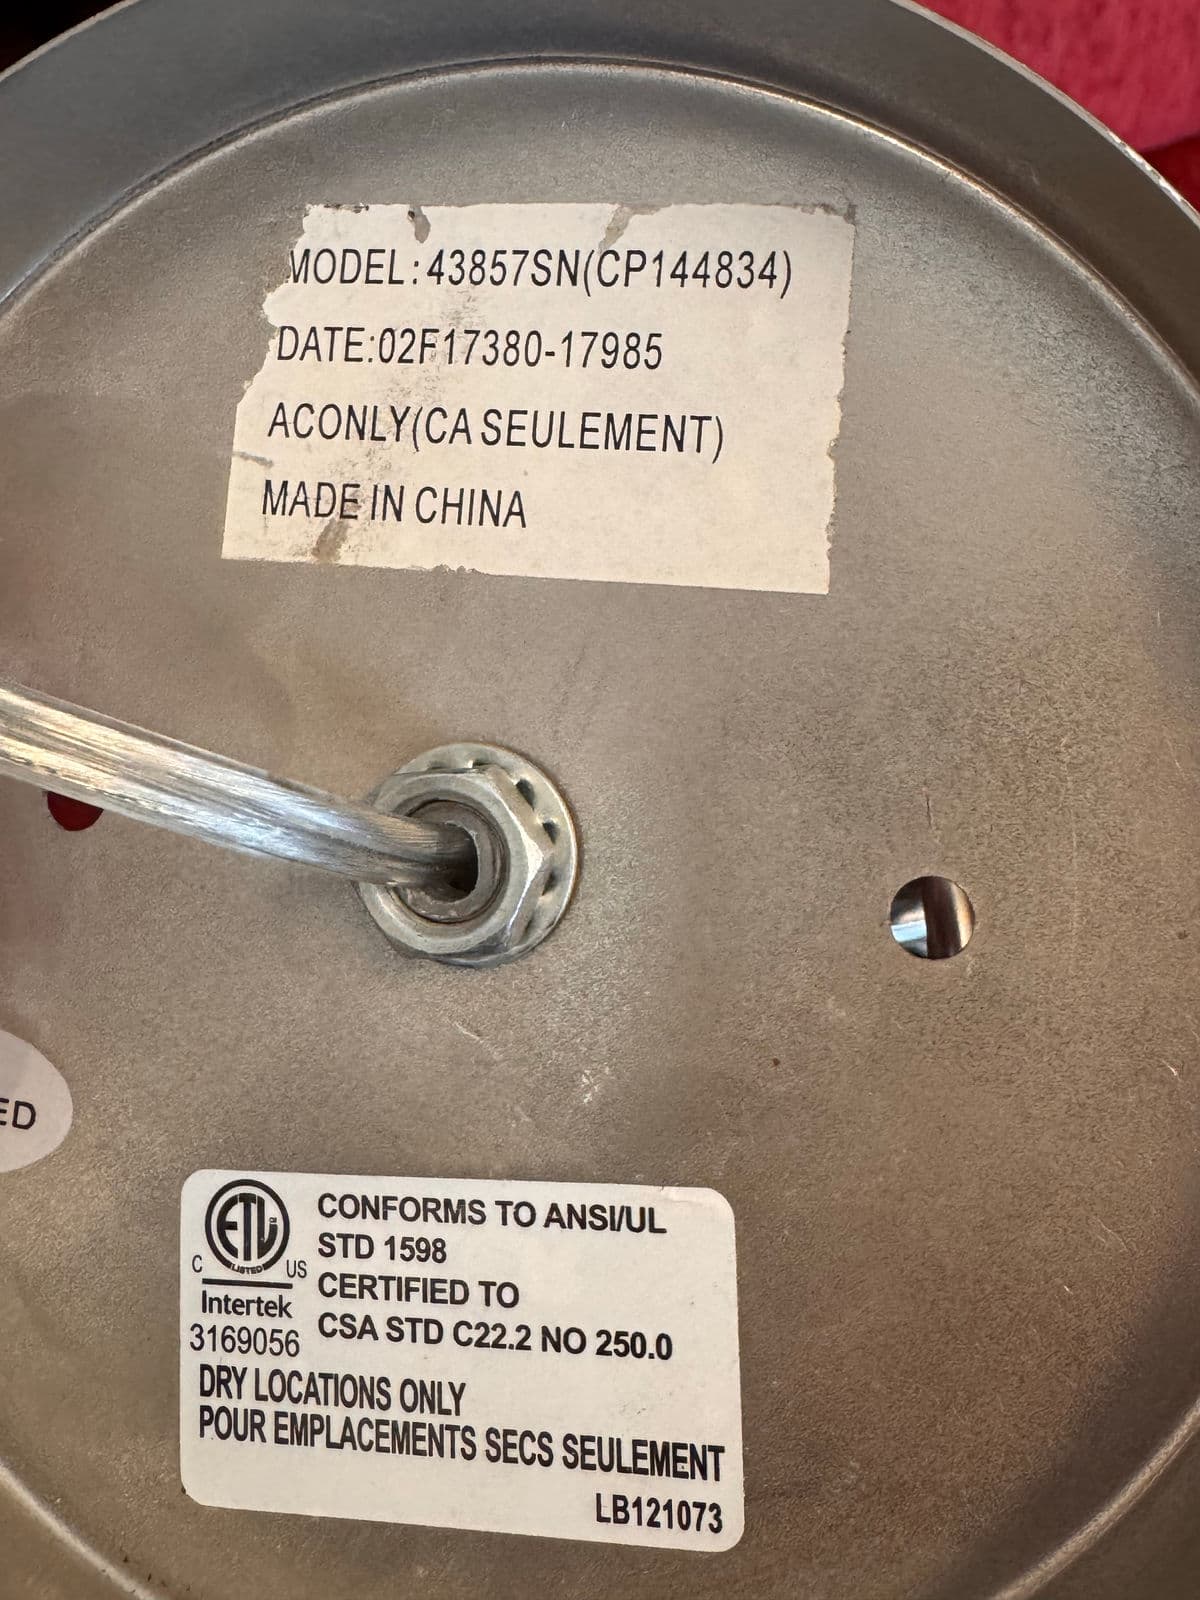 MODEL:43857SN(CP144834)
DATE:02F17380-17985
ACONLY(CA SEULEMENT)
MADE IN CHINA
ED
ETL
LISTED
C US
Intertek
3169056
CONFORMS TO ANSI/UL
STD 1598
CERTIFIED TO
CSA STD C22.2 NO 250.0
DRY LOCATIONS ONLY
POUR EMPLACEMENTS SECS SEULEMENT
LB121073